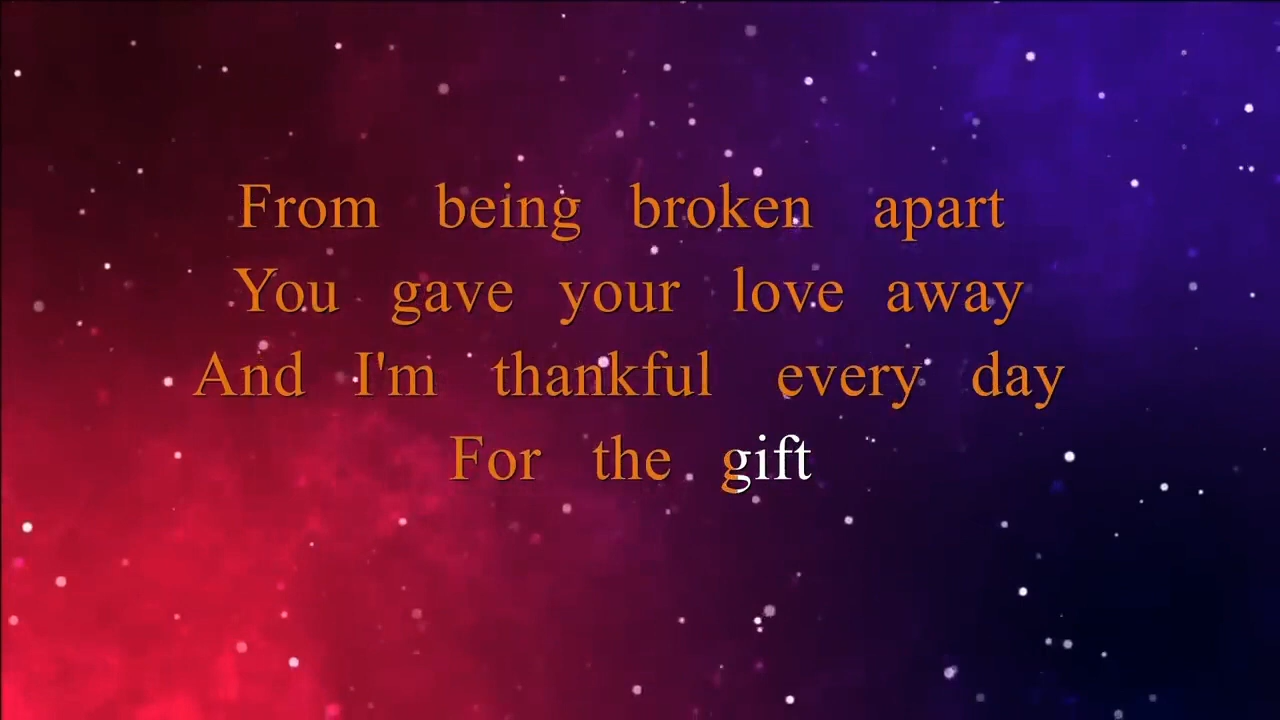 From being broken apart
You gave your love away
And I'm thankful every day
For the gift